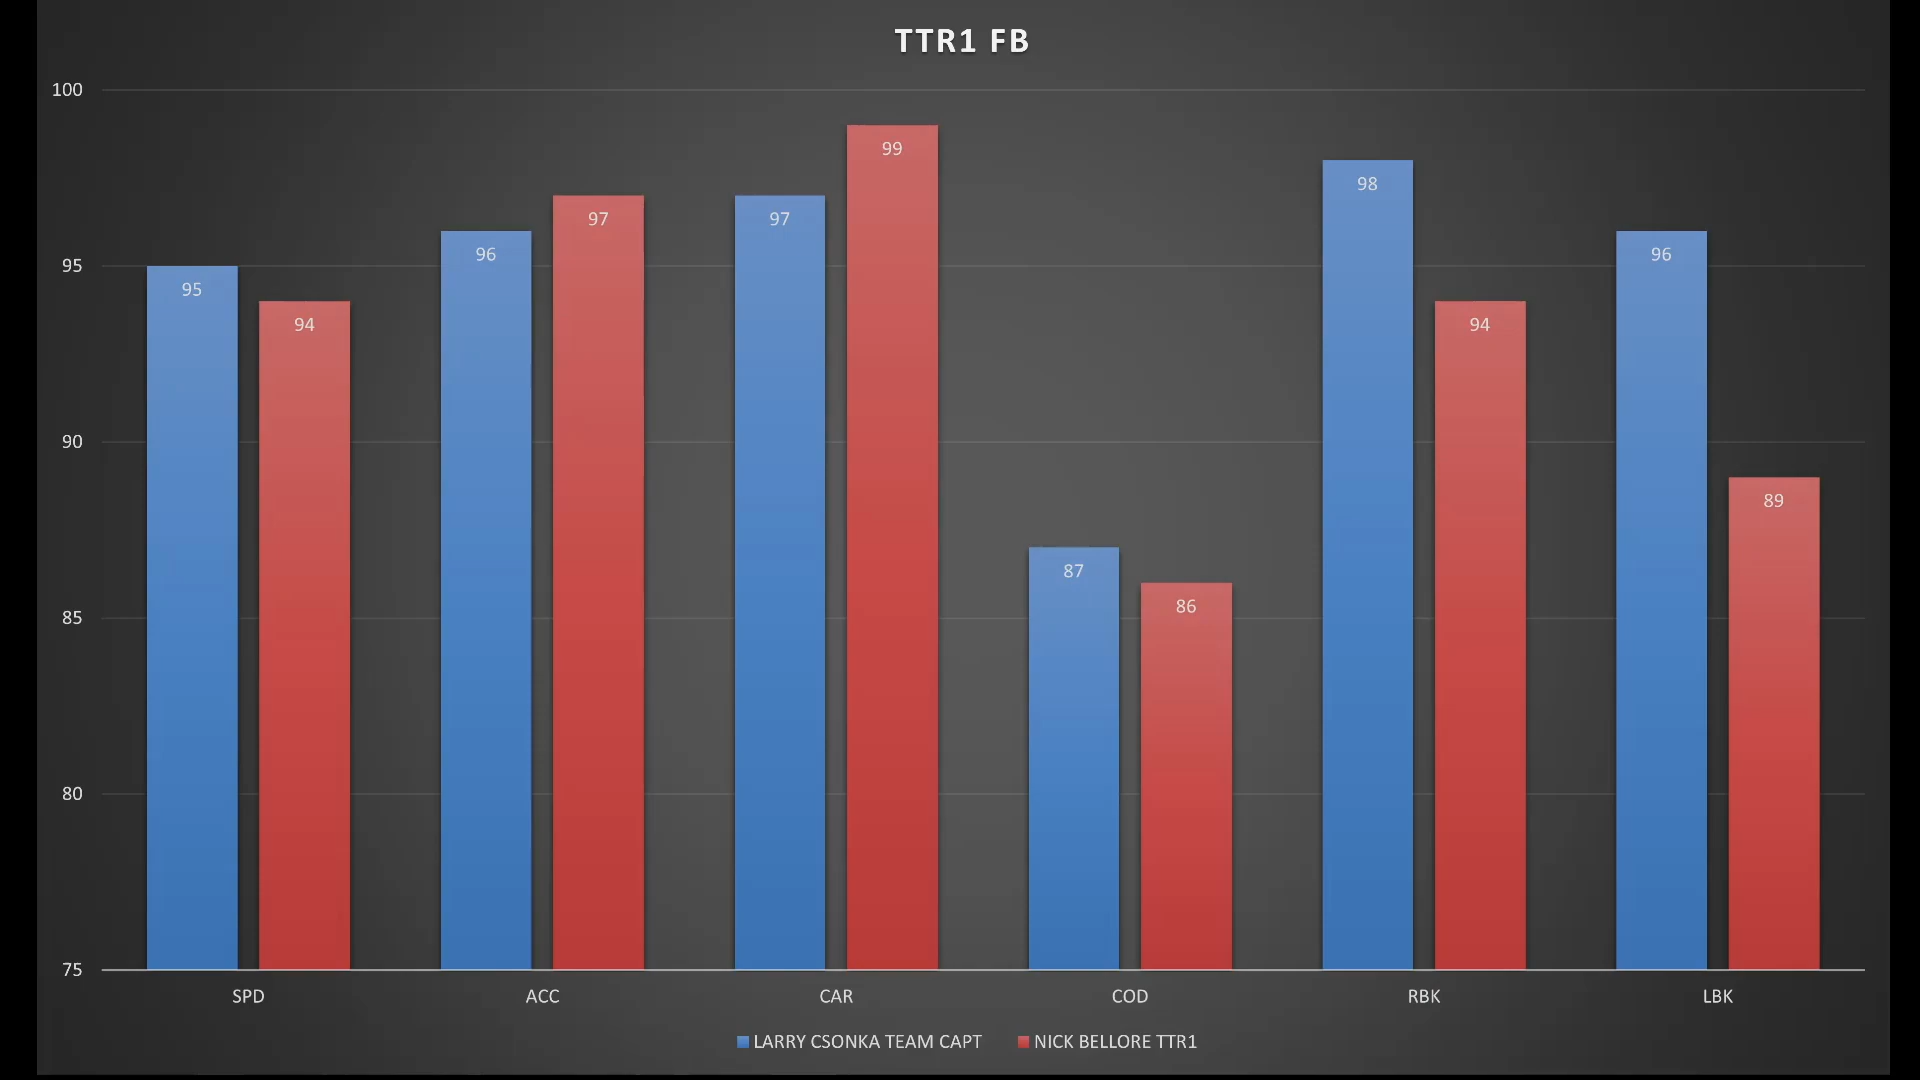 TTR1 FB
100
95
90
85
80
75
95
94
96
97
97
99
87
86
98
94
96
89
SPD
ACC
CAR
COD
RBK
LBK
LARRY CSONKA TEAM CAPT
NICK BELLORE TTR1